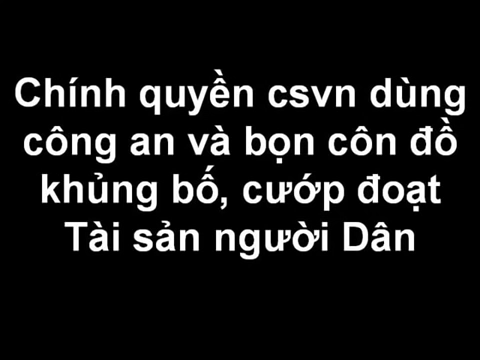 Chính quyền csvn dùng
công an và bọn côn đồ
khủng bố, cướp đoạt
Tài sản người Dân